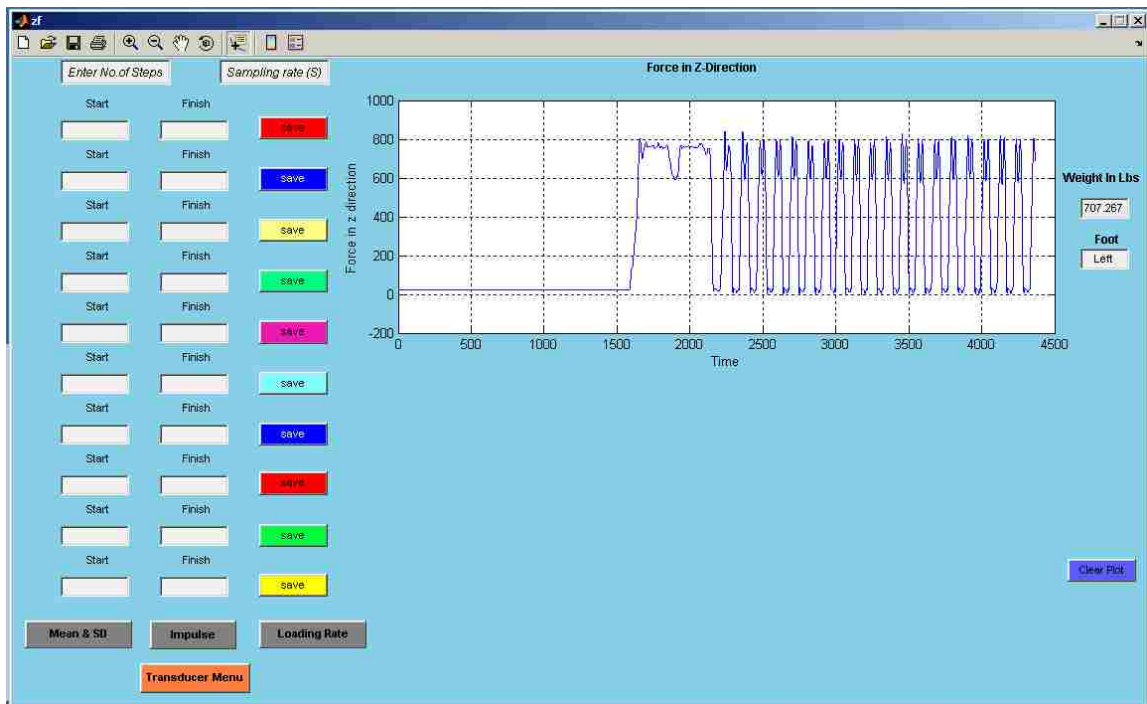 zf
Enter No.of Steps Sampling rate (S)
Force in Z-Direction
Start Finish
save
Start Finish
save
Start Finish
save
Start Finish
save
Start Finish
save
Start Finish
save
Start Finish
save
Start Finish
save
Start Finish
save
Start Finish
save
1000
800
600
400
200
0
-200
Force in z direction
0 500 1000 1500 2000 2500 3000 3500 4000 4500
Time
Weight In Lbs
707.267
Foot
Left
Clear Plot
Mean & SD Impulse Loading Rate
Transducer Menu